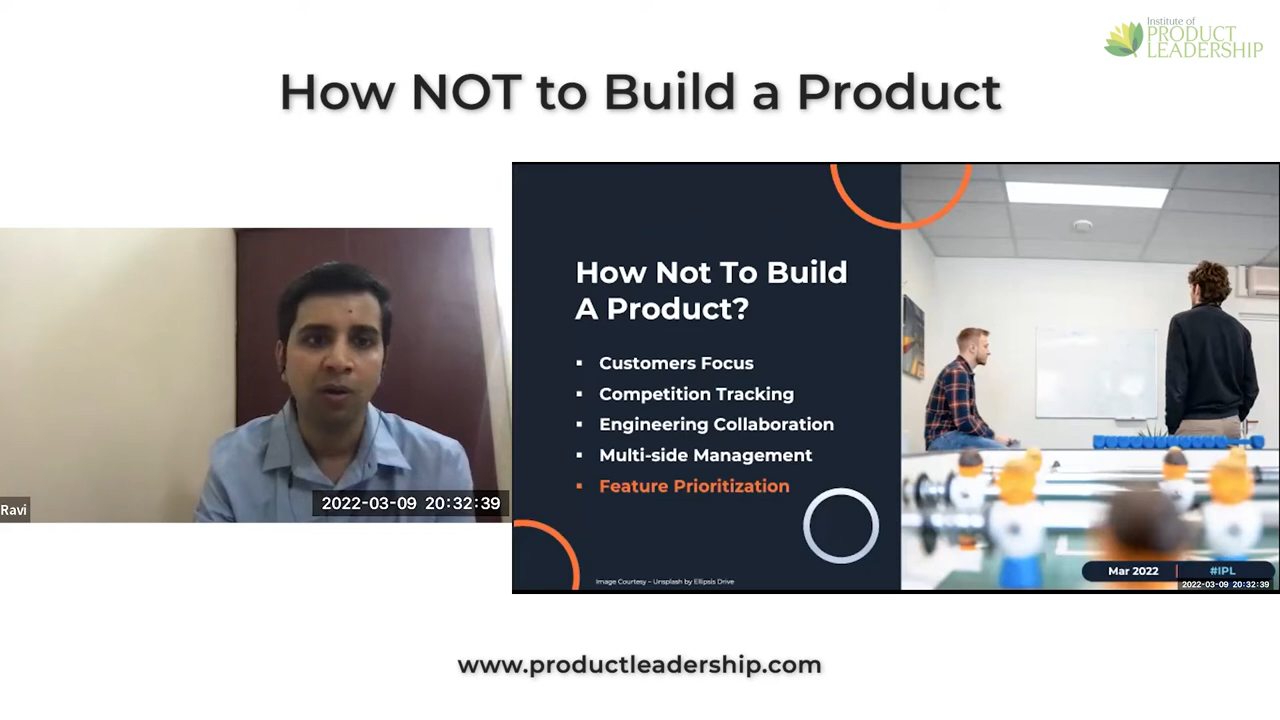 Institute of
PRODUCT
LEADERSHIP
How NOT to Build a Product
How Not To Build
A Product?
▪ Customers Focus
▪ Competition Tracking
▪ Engineering Collaboration
▪ Multi-side Management
▪ Feature Prioritization
Image Courtesy – Unsplash by Ellipsis Drive
Mar 2022 | #IPL
2022-03-09 20:32:39
Ravi
2022-03-09 20:32:39
www.productleadership.com